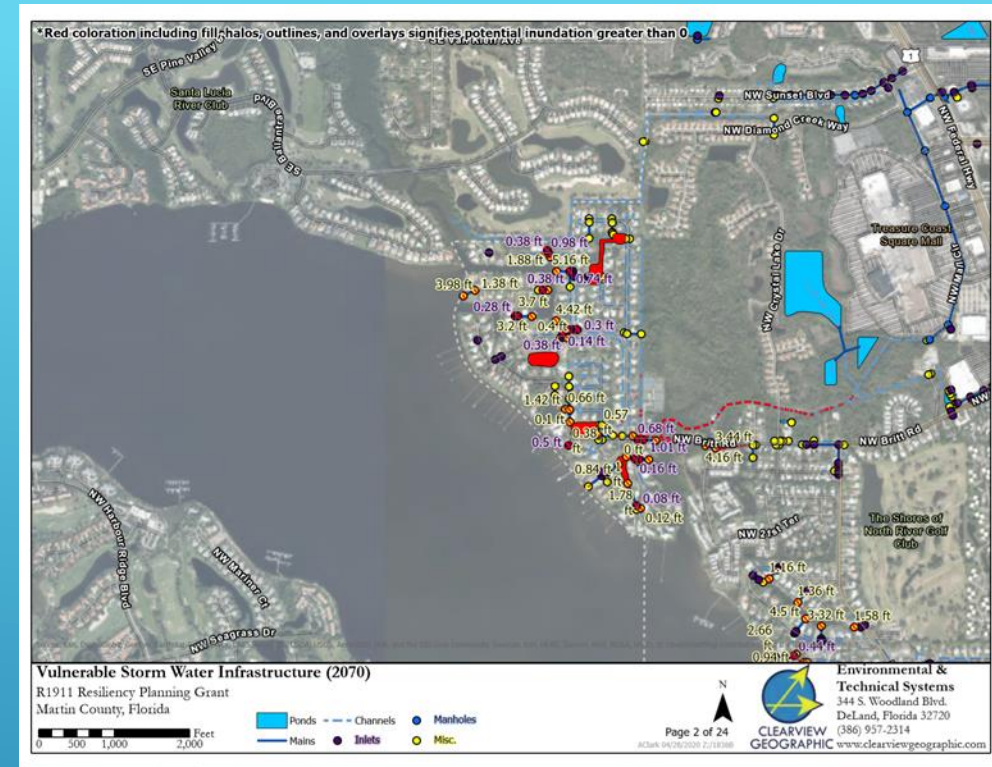 *Red coloration including fill, halos, outlines, and overlays signifies potential inundation greater than 0
SE Pine Valley
SE Van Kleff Ave
1
Santa Lucia
River Club
SE Ballantrae Blvd
NW Sunset Blvd
NW Diamond Creek Way
NW Federal Hwy
Treasure Coast
Square Mall
NW Mall Cir
NW Crystal Lake Dr
0.38 ft
0.98 ft
1.88 ft
5.16 ft
3.98 ft
1.38 ft
0.38 ft
0.74 ft
0.28 ft
3.7 ft
4.42 ft
3.2 ft
0.4 ft
0.3 ft
0.38 ft
0.14 ft
1.42 ft
0.66 ft
0.1 ft
0.57
0.38
ft
0.68 ft
0.5 ft
0 ft
1.01 ft
NW Britt Rd
3.44 ft
NW Britt Rd
NW
4.16 ft
0.84 ft
0.16 ft
1.78
ft
0.08 ft
0.12 ft
NW 21st Ter
The Shores of
North River Golf
Club
1.16 ft
1.36 ft
4.5 ft
3.32 ft
1.58 ft
2.66
ft
0.44 ft
0.94 ft
NW Harbour Ridge Blvd
NW Mariner Ct
NW Seagrass Dr
Vulnerable Storm Water Infrastructure (2070)
R1911 Resiliency Planning Grant
Martin County, Florida
0 500 1,000 2,000 Feet
Ponds Channels Manholes
Mains Inlets Misc.
N
Page 2 of 24
CLEARVIEW
GEOGRAPHIC
Environmental &
Technical Systems
344 S. Woodland Blvd.
DeLand, Florida 32720
(386) 957-2314
www.clearviewgeographic.com